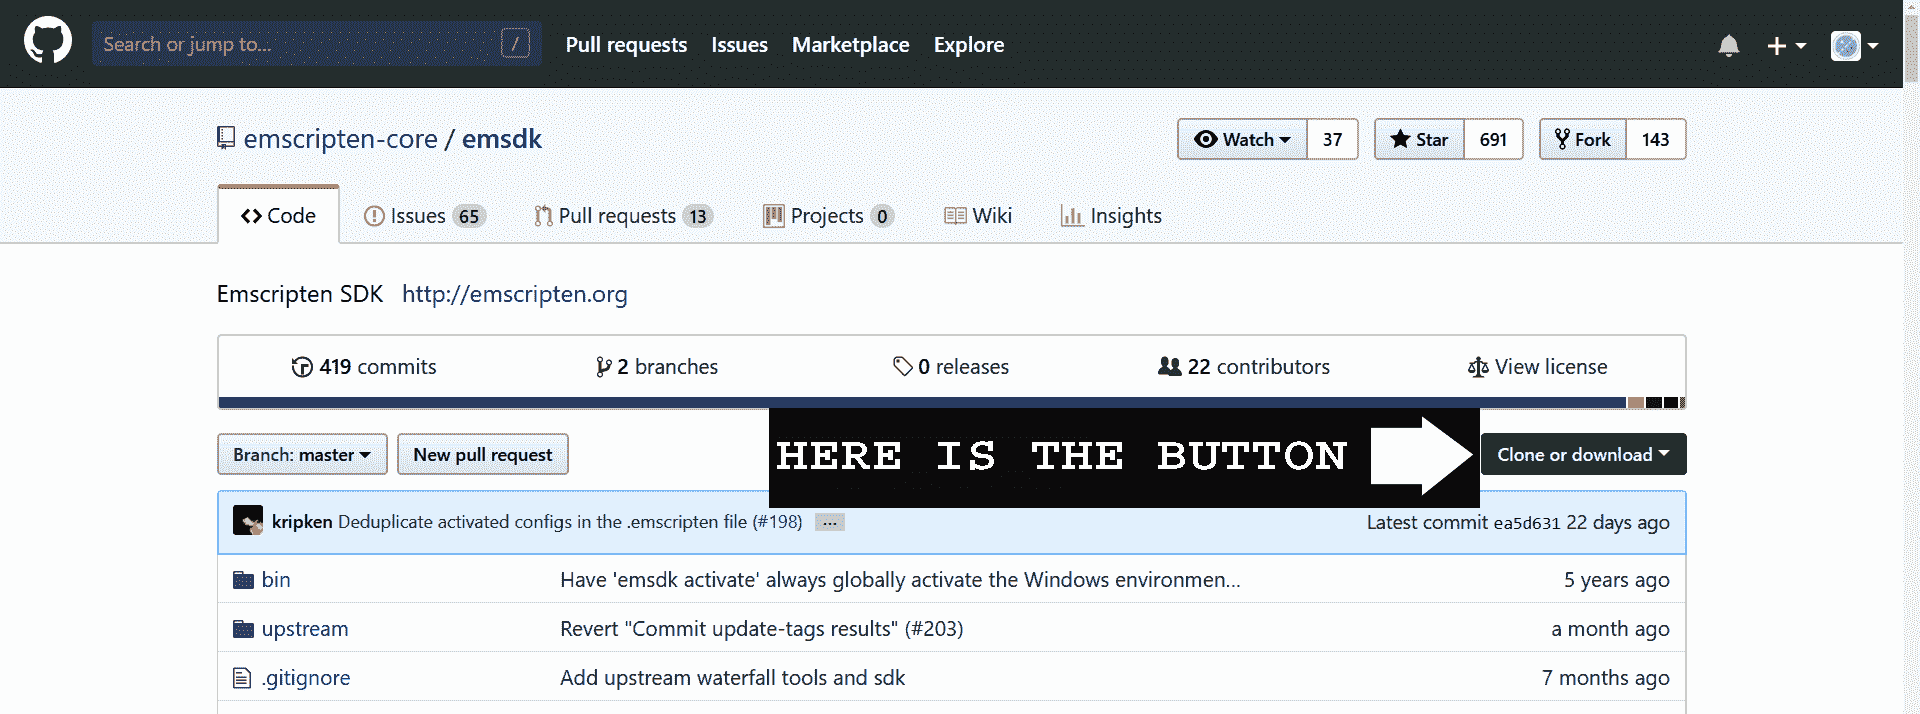 Search or jump to... / Pull requests Issues Marketplace Explore
emscripten-core / emsdk Watch 37 Star 691 Fork 143
Code Issues 65 Pull requests 13 Projects 0 Wiki Insights
Emscripten SDK http://emscripten.org
419 commits 2 branches 0 releases 22 contributors View license
Branch: master New pull request HERE IS THE BUTTON Clone or download
kripken Deduplicate activated configs in the .emscripten file (#198) ... Latest commit ea5d631 22 days ago
bin Have 'emsdk activate' always globally activate the Windows environmen... 5 years ago
upstream Revert "Commit update-tags results" (#203) a month ago
.gitignore Add upstream waterfall tools and sdk 7 months ago